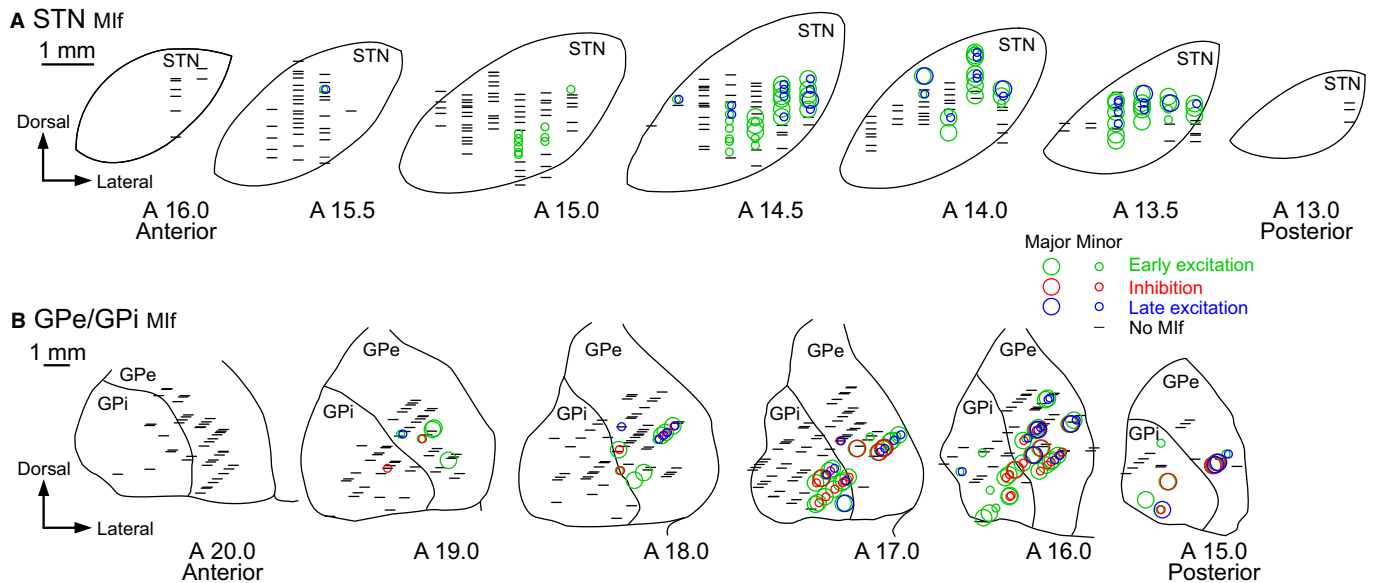 A STN MIf
1 mm
STN
STN
STN
STN
STN
STN
STN
Dorsal
Lateral
A 16.0
Anterior
A 15.5
A 15.0
A 14.5
A 14.0
A 13.5
A 13.0
Posterior
Major Minor
Early excitation
Inhibition
Late excitation
No MIf
B GPe/GPi MIf
1 mm
GPe
GPi
GPe
GPi
GPe
GPi
GPe
GPi
GPe
GPi
GPe
GPi
Dorsal
Lateral
A 20.0
Anterior
A 19.0
A 18.0
A 17.0
A 16.0
A 15.0
Posterior